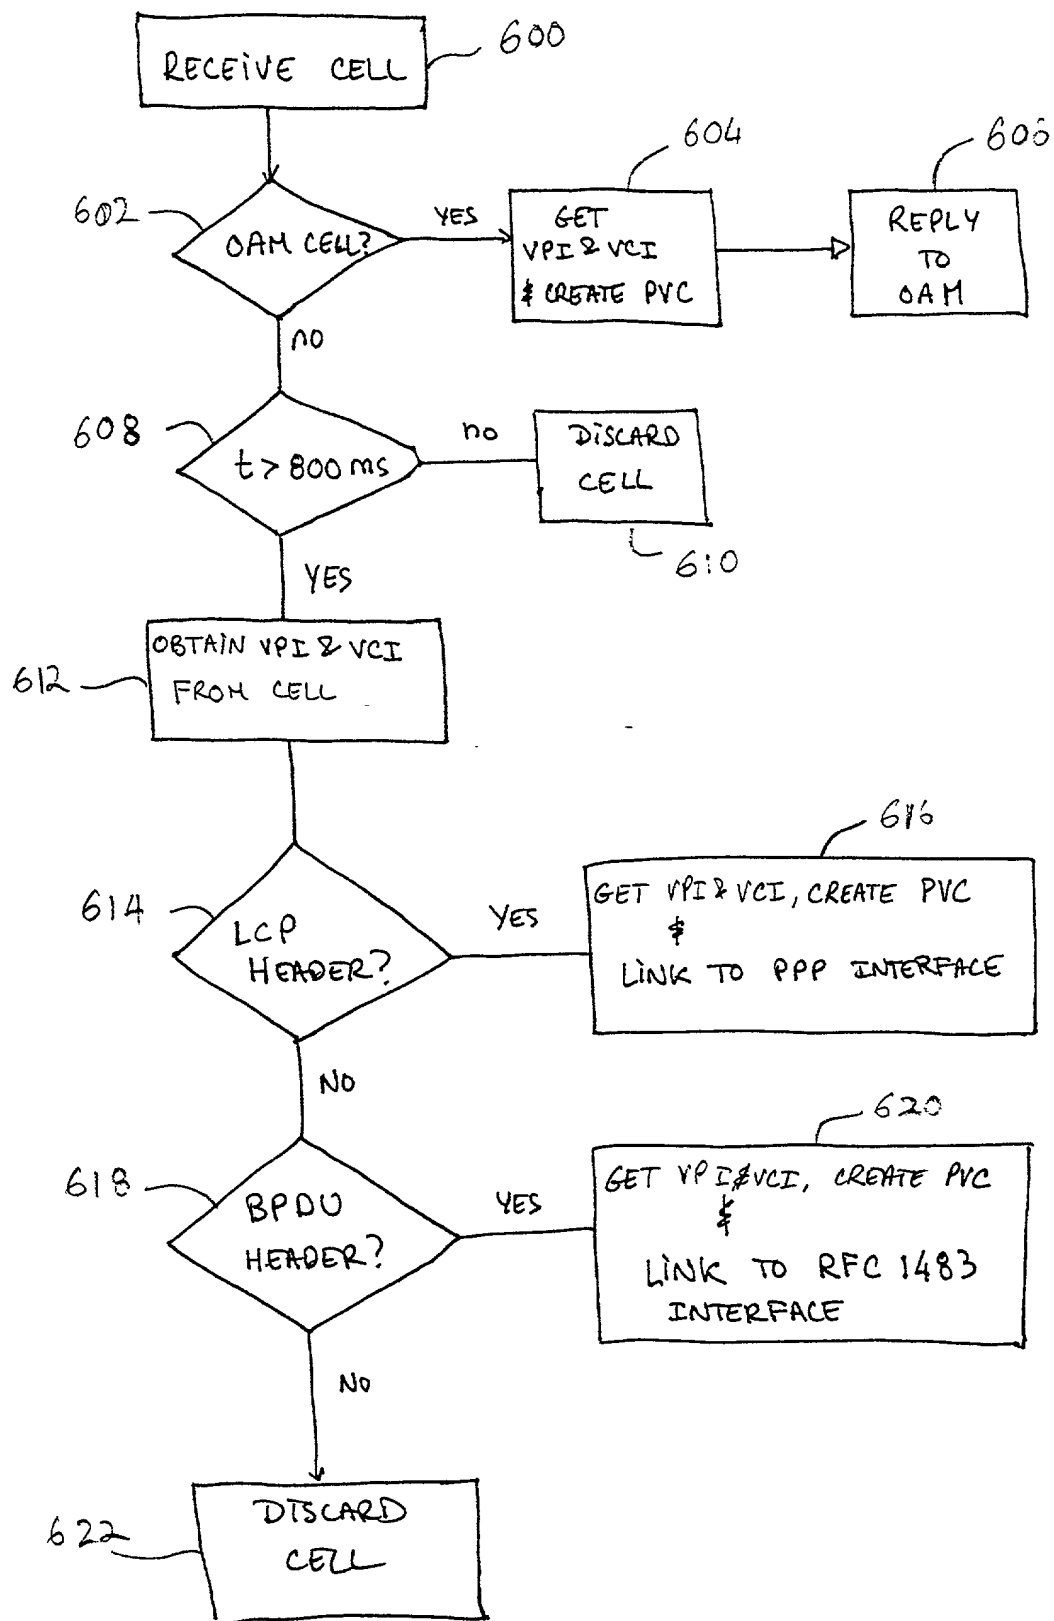 RECEIVE CELL
600
602
OAM CELL?
YES
604
GET
VPI & VCI
& CREATE PVC
606
REPLY
TO
OAM
no
608
t > 800 ms
no
DISCARD
CELL
610
YES
612
OBTAIN VPI & VCI
FROM CELL
614
LCP
HEADER?
YES
616
GET VPI & VCI, CREATE PVC
&
LINK TO PPP INTERFACE
NO
618
BPDU
HEADER?
YES
620
GET VPI & VCI, CREATE PVC
&
LINK TO RFC 1483
INTERFACE
NO
622
DISCARD
CELL